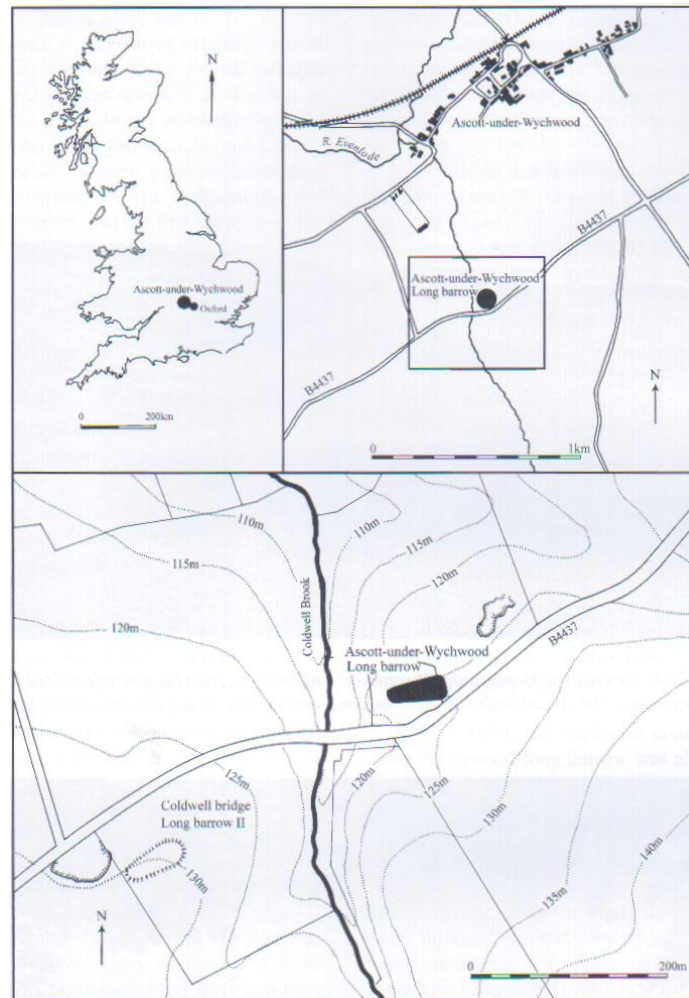 N
Ascott-under-Wychwood
Oxford
0 200km
Ascott-under-Wychwood
R. Evenlode
B4437
Ascott-under-Wychwood
Long barrow
B4437
N
0 1km
110m
110m
115m
115m
120m
120m
Coldwell Brook
B4437
Ascott-under-Wychwood
Long barrow
125m
120m
125m
Coldwell bridge
Long barrow II
130m
130m
140m
135m
N
0 200m